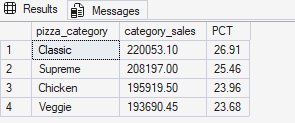 Results Messages
pizza_category category_sales PCT
1 Classic 220053.10 26.91
2 Supreme 208197.00 25.46
3 Chicken 195919.50 23.96
4 Veggie 193690.45 23.68